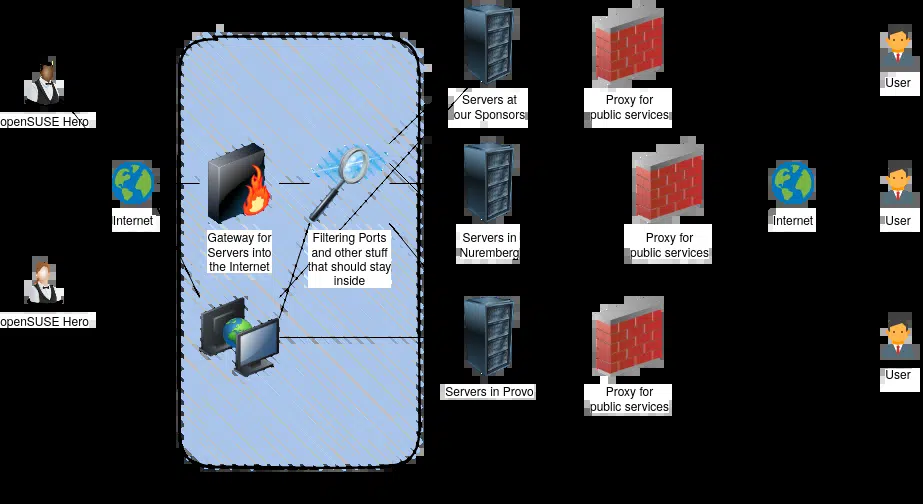 openSUSE Hero
Internet
openSUSE Hero
Gateway for
Servers into
the Internet
Filtering Ports
and other stuff
that should stay
inside
Servers at
our Sponsors
Servers in
Nuremberg
Servers in Provo
Proxy for
public services
Proxy for
public services
Proxy for
public services
Internet
User
User
User